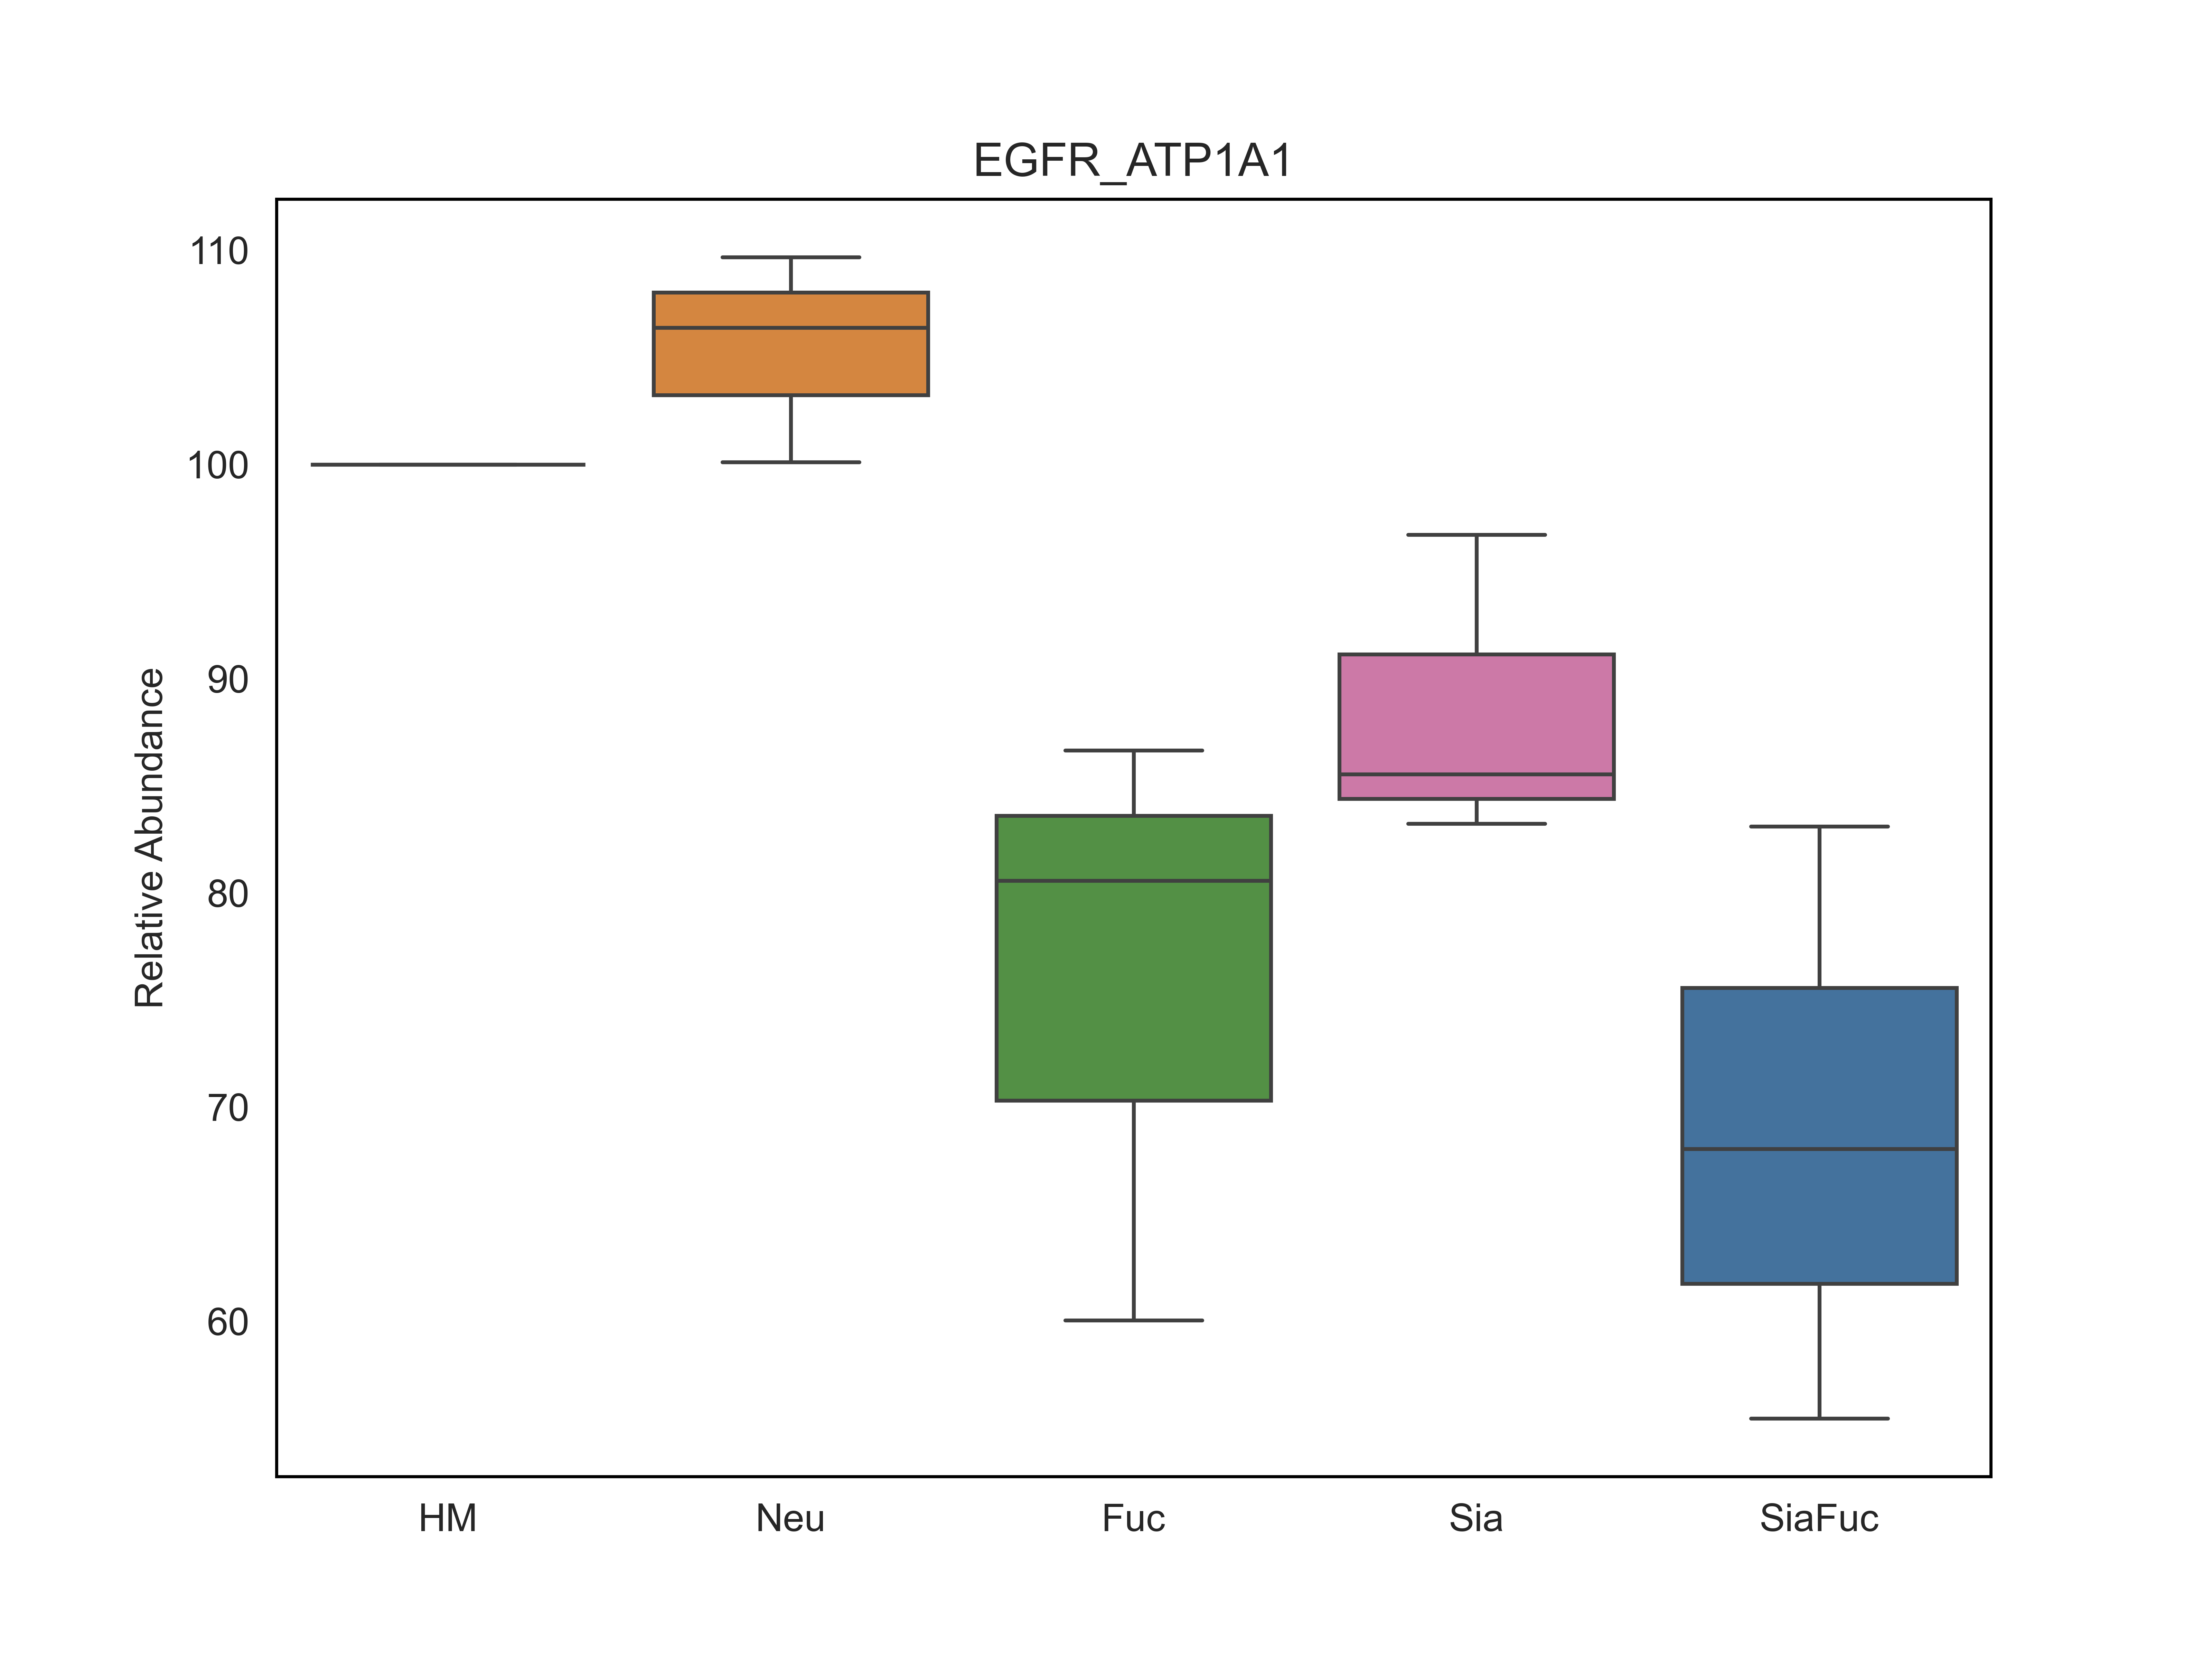 EGFR_ATP1A1
Relative Abundance
110
100
90
80
70
60
HM Neu Fuc Sia SiaFuc